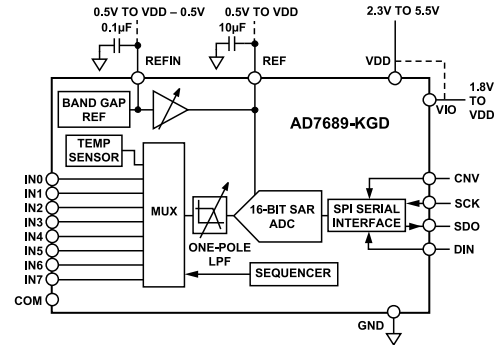 0.5V TO VDD – 0.5V
0.1µF
0.5V TO VDD
10µF
2.3V TO 5.5V
REFIN
REF
VDD
BAND GAP
REF
AD7689-KGD
VIO
1.8V
TO
VDD
TEMP
SENSOR
IN0
IN1
IN2
IN3
IN4
IN5
IN6
IN7
COM
MUX
ONE-POLE
LPF
16-BIT SAR
ADC
SPI SERIAL
INTERFACE
CNV
SCK
SDO
DIN
SEQUENCER
GND